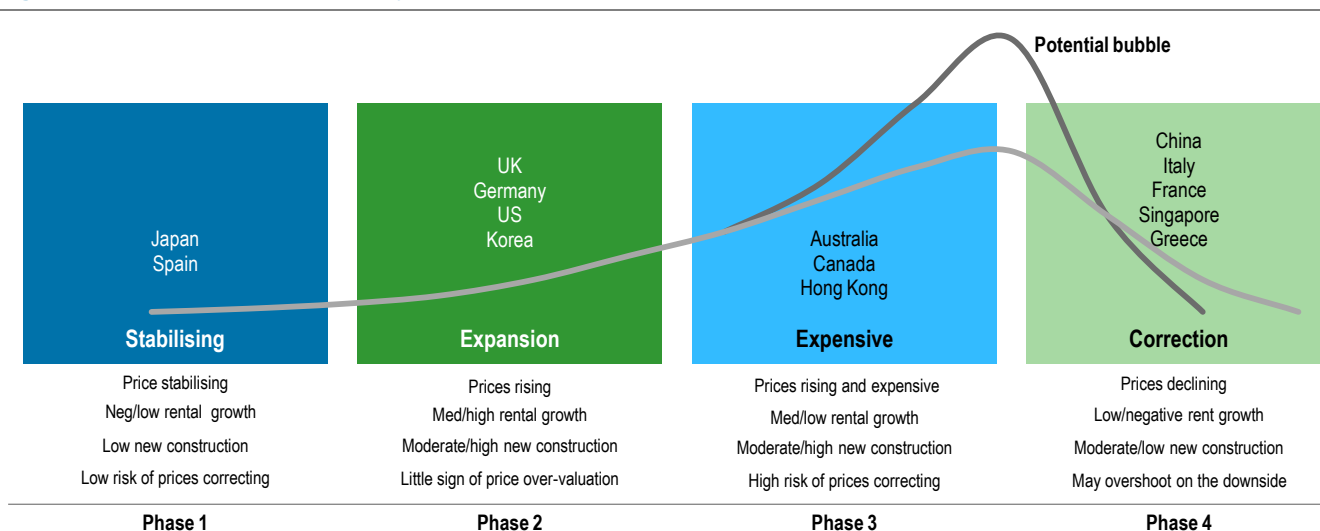 Potential bubble
Japan
Spain
Stabilising
Price stabilising
Neg/low rental growth
Low new construction
Low risk of prices correcting
Phase 1
UK
Germany
US
Korea
Expansion
Prices rising
Med/high rental growth
Moderate/high new construction
Little sign of price over-valuation
Phase 2
Australia
Canada
Hong Kong
Expensive
Prices rising and expensive
Med/low rental growth
Moderate/high new construction
High risk of prices correcting
Phase 3
China
Italy
France
Singapore
Greece
Correction
Prices declining
Low/negative rent growth
Moderate/low new construction
May overshoot on the downside
Phase 4